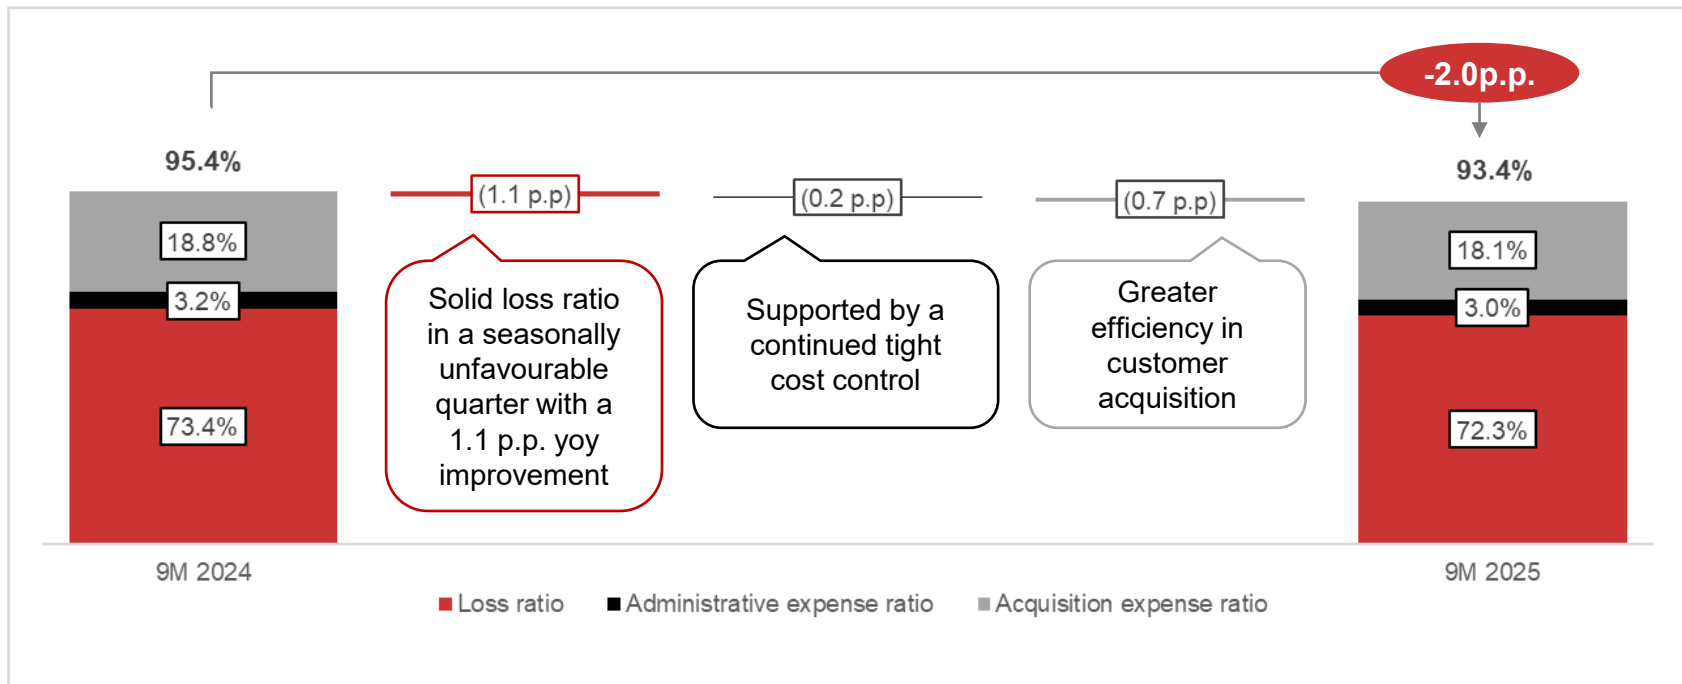 -2.0p.p.
95.4%
93.4%
(1.1 p.p)
(0.2 p.p)
(0.7 p.p)
18.8%
3.2%
73.4%
Solid loss ratio
in a seasonally
unfavourable
quarter with a
1.1 p.p. yoy
improvement
Supported by a
continued tight
cost control
Greater
efficiency in
customer
acquisition
18.1%
3.0%
72.3%
9M 2024
9M 2025
Loss ratio
Administrative expense ratio
Acquisition expense ratio